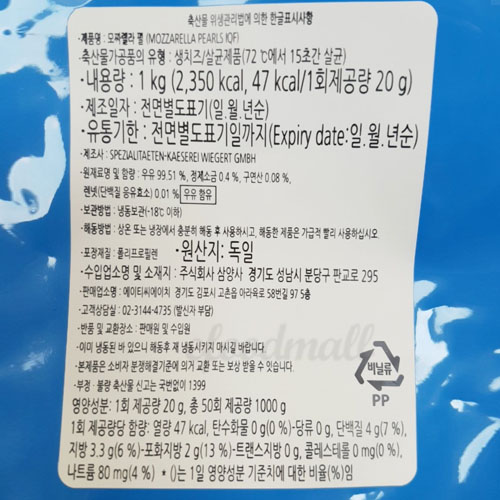 축산물 위생관리법에 의한 한글표시사항
·제품명 : 모짜렐라 펄 (MOZZARELLA PEARLS IQF)
·축산물가공품의 유형 : 생치즈/살균제품(72 ℃에서 15초간 살균)
·내용량 : 1 kg (2,350 kcal, 47 kcal/1회제공량 20 g)
·제조일자 : 전면별도표기(일.월.년순)
·유통기한 : 전면별도표기일까지(Expiry date:일.월.년순)
·제조사 : SPEZIALITAETEN-KAESEREI WIEGERT GMBH
·원재료명 및 함량 : 우유 99.51 %, 정제소금 0.4 %, 구연산 0.08 %,
렌넷(단백질 응유효소) 0.01 % 우유 함유
·보관방법 : 냉동보관(-18℃ 이하)
·해동방법 : 상온 또는 냉장에서 충분히 해동 후 사용하시고, 해동한 제품은 가급적 빨리 사용하십시오.
·포장재질 : 폴리프로필렌 ·원산지: 독일
·수입업소명 및 소재지 : 주식회사 삼양사 경기도 성남시 분당구 판교로 295
·판매업소명 : 에이티씨에이치 경기도 김포시 고촌읍 아라육로 58번길 97 5층
·고객상담실 : 02-3144-4735 (발신자 부담)
·반품 및 교환장소 : 판매원 및 수입원
·이미 냉동된 바 있으니 해동후 재 냉동시키지 마시길 바랍니다.
·본제품은 소비자 분쟁해결기준에 의거 교환 또는 보상 받을 수 있습니다.
·부정·불량 축산물 신고는 국번없이 1399
비닐류
PP
영양성분: 1회 제공량 20g, 총 50회 제공량 1000g
1회 제공량당 함량: 열량 47 kcal, 탄수화물 0 g(0 %)-당류 0 g, 단백질 4 g(7 %),
지방 3.3 g(6 %)-포화지방 2 g(13 %)-트랜스지방 0 g, 콜레스테롤 0 mg(0 %),
나트륨 80 mg(4 %) * ()는 1일 영양성분 기준치에 대한 비율(%)임